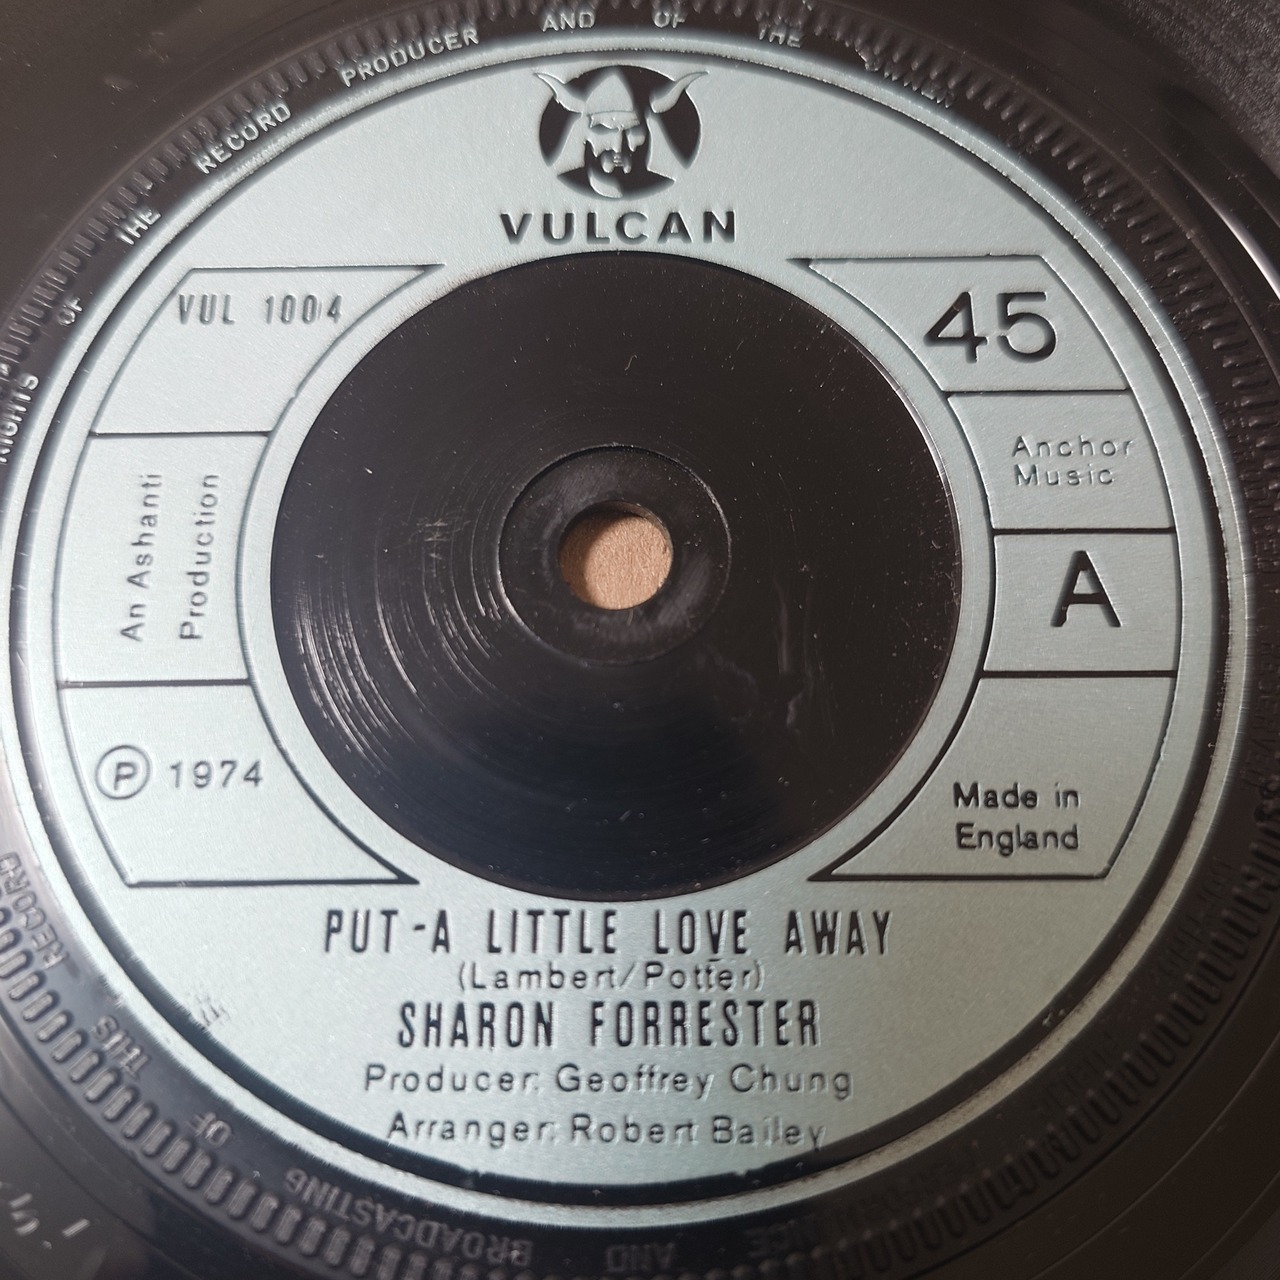 RIGHTS OF THE RECORD PRODUCER AND OF THE OWNER
VULCAN
VUL 1004
45
Anchor
Music
An Ashanti
Production
A
℗ 1974
Made in
England
PUT-A LITTLE LOVE AWAY
(Lambert/Potter)
SHARON FORRESTER
Producer: Geoffrey Chung
Arranger: Robert Bailey
BROADCASTING OF THIS RECORD